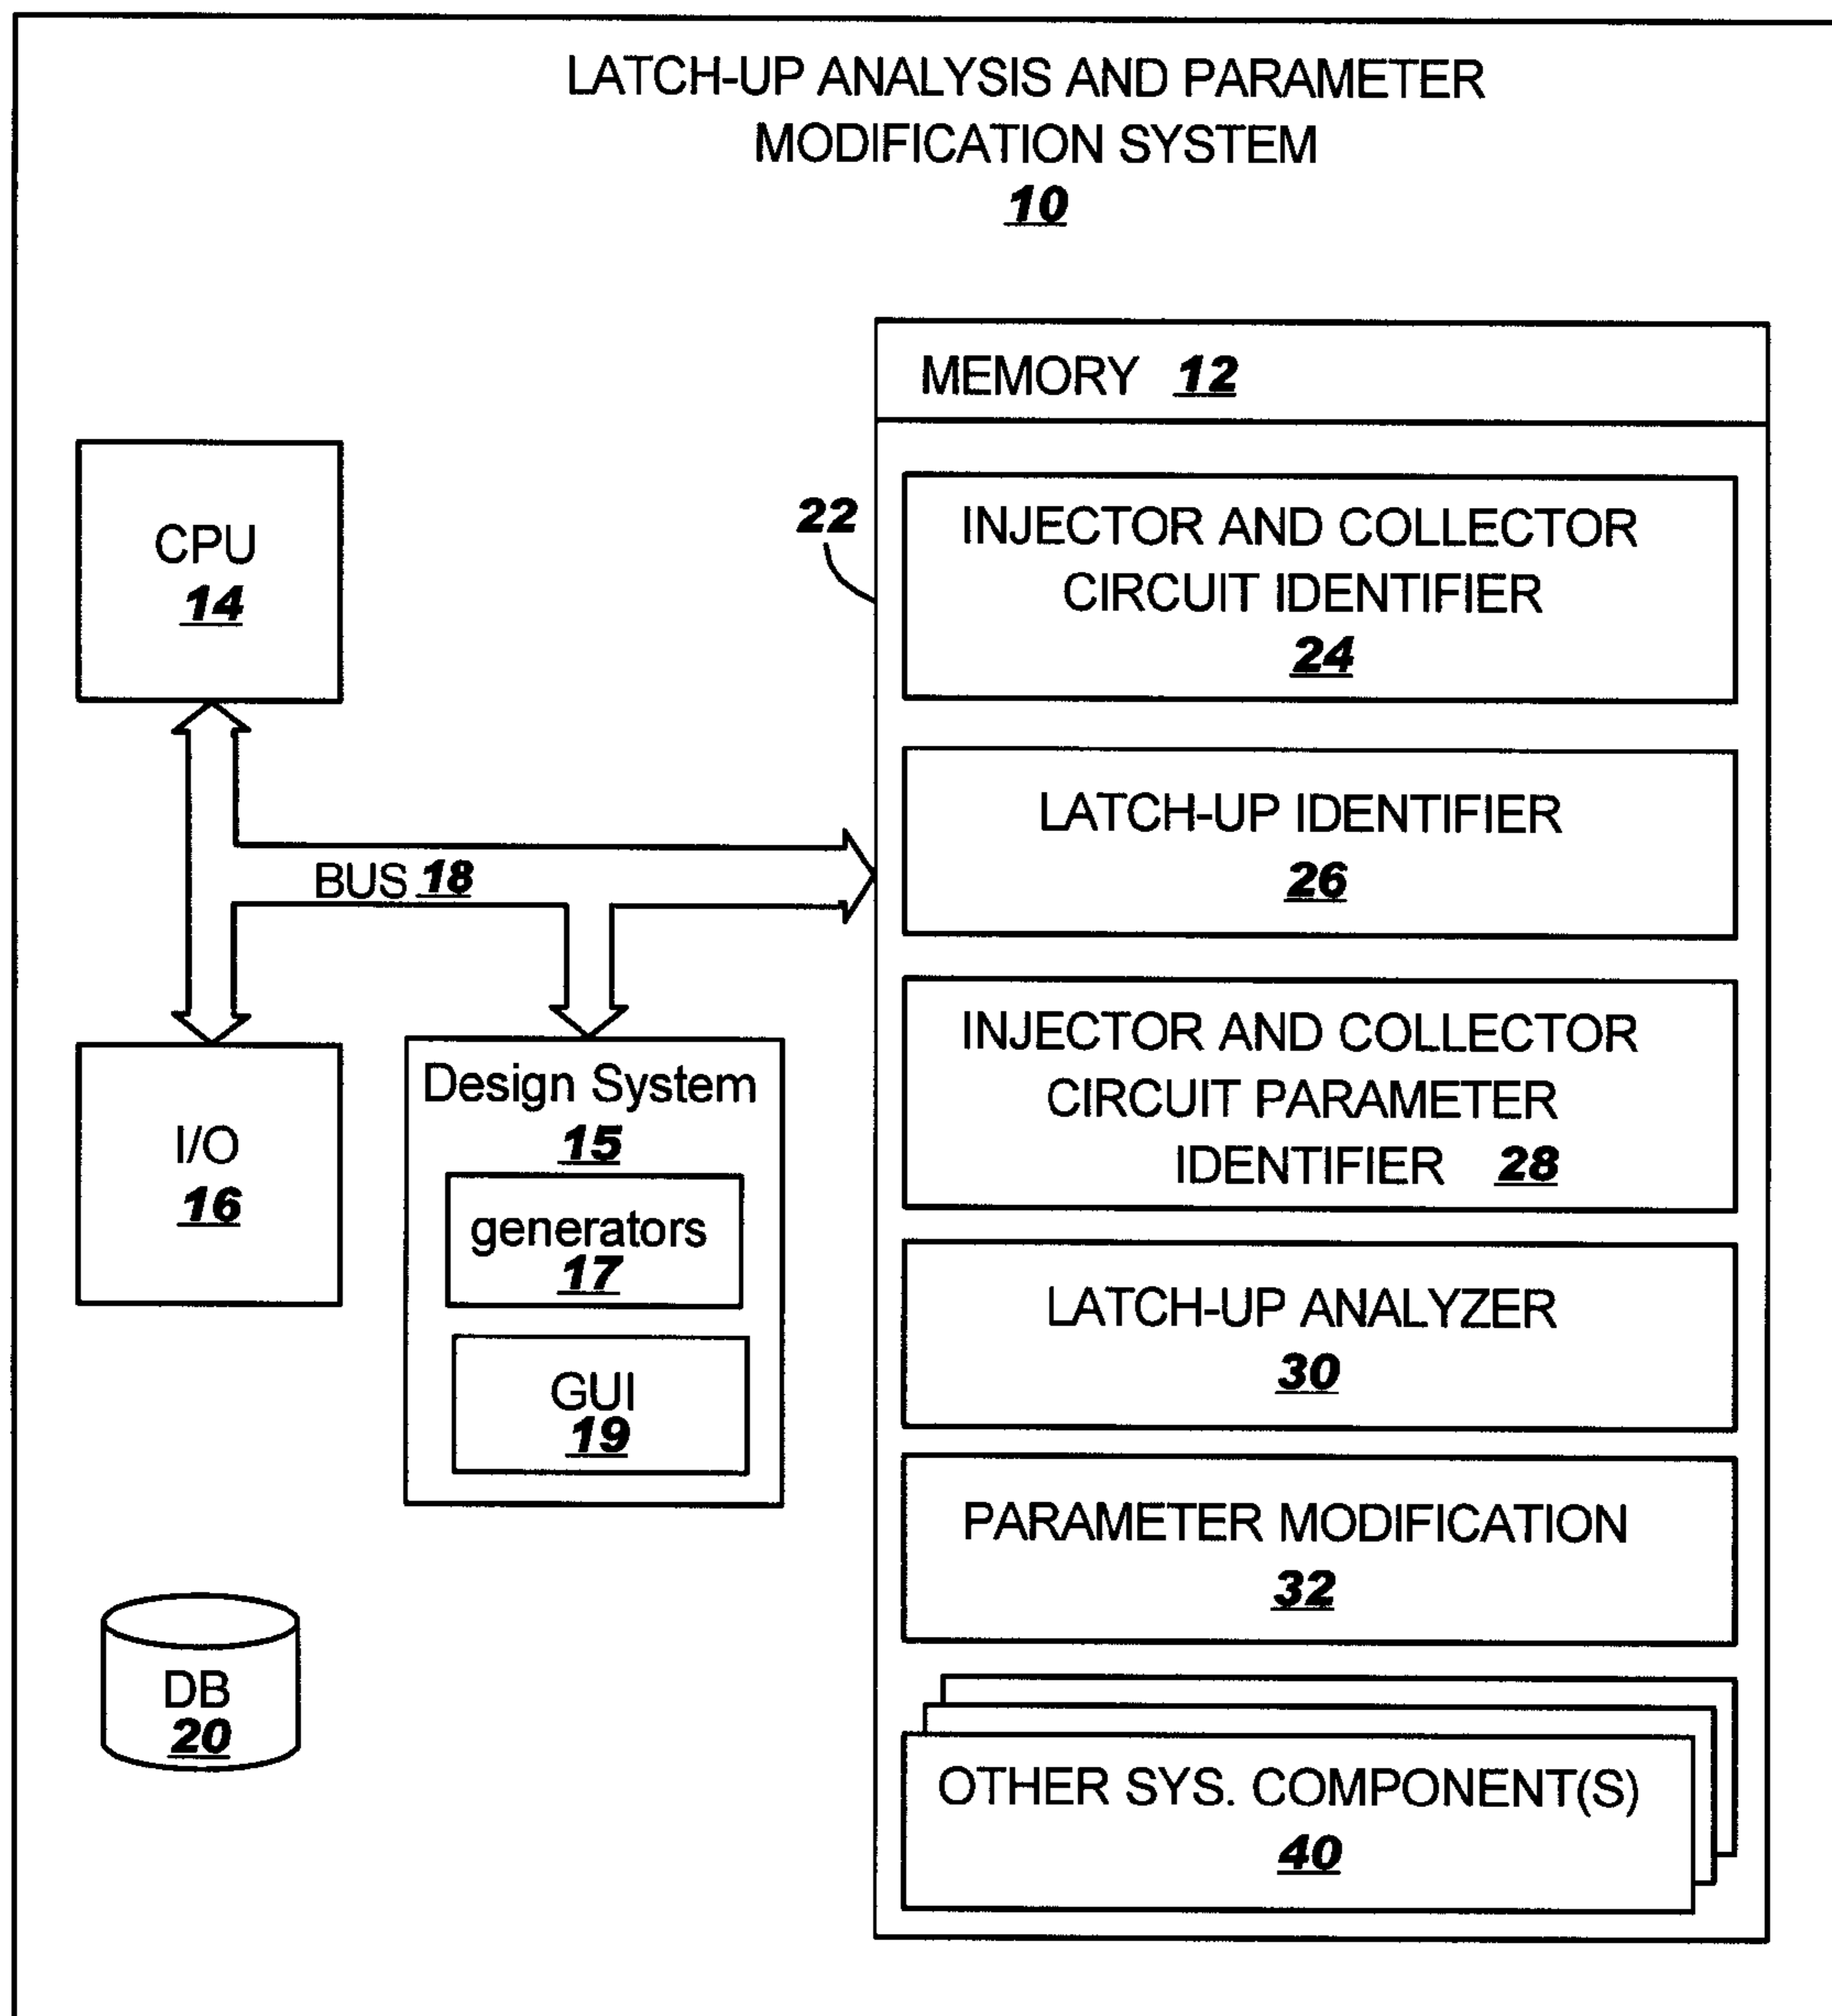 LATCH-UP ANALYSIS AND PARAMETER
MODIFICATION SYSTEM
10
MEMORY 12
22
INJECTOR AND COLLECTOR
CIRCUIT IDENTIFIER
24
CPU
14
LATCH-UP IDENTIFIER
26
BUS 18
INJECTOR AND COLLECTOR
CIRCUIT PARAMETER
IDENTIFIER 28
I/O
16
Design System
15
generators
17
GUI
19
LATCH-UP ANALYZER
30
PARAMETER MODIFICATION
32
DB
20
OTHER SYS. COMPONENT(S)
40